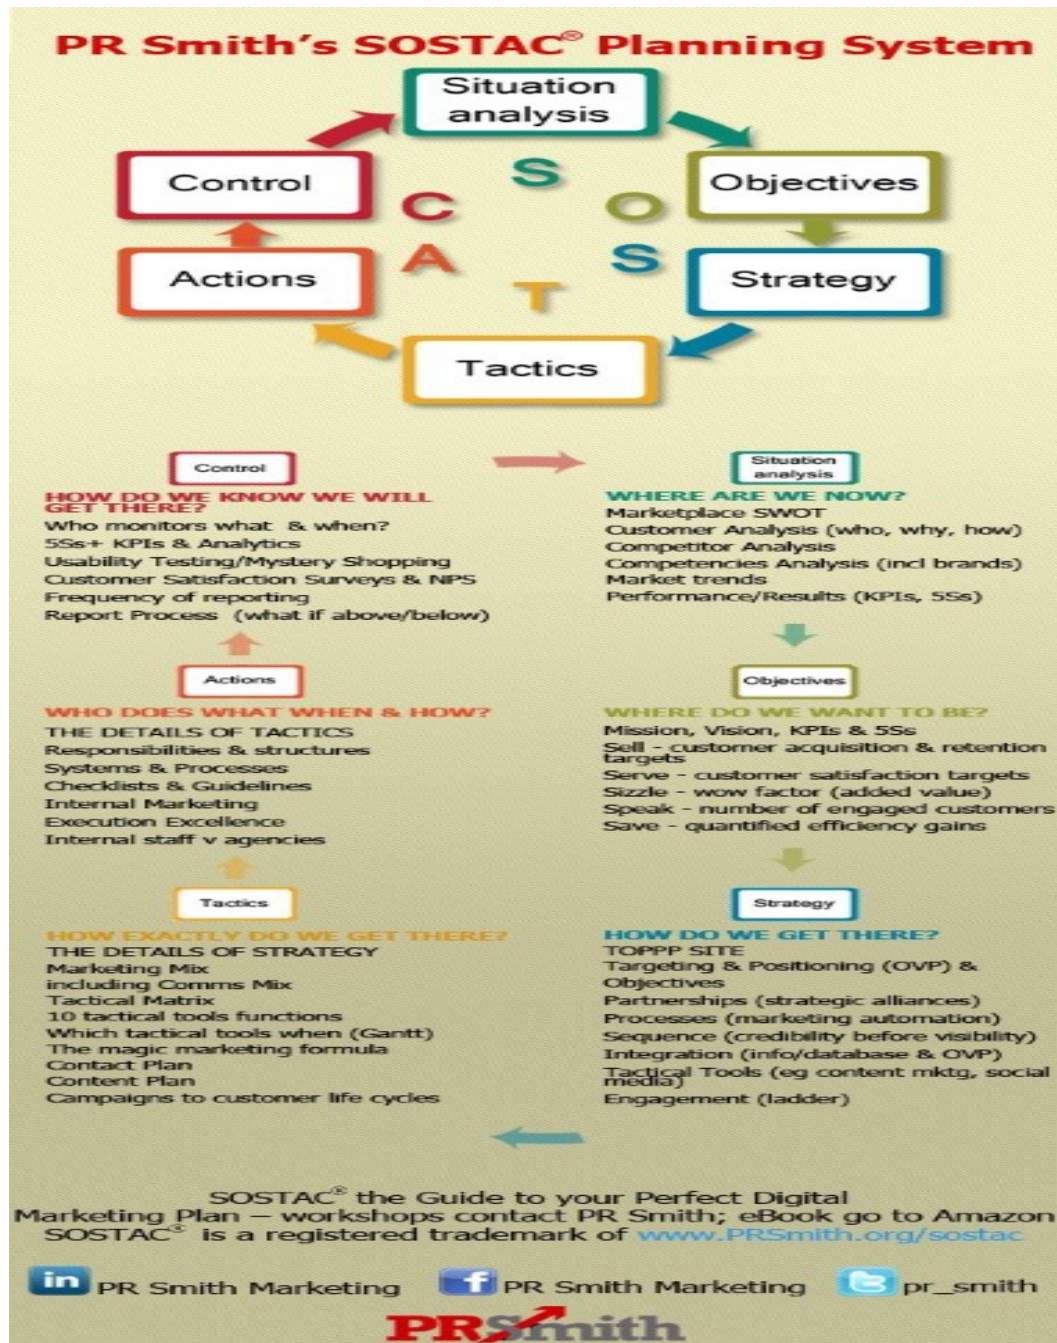 PR Smith's SOSTAC® Planning System
Situation
analysis
Control
Objectives
S
C
O
A
S
T
Actions
Strategy
Tactics
Control
HOW DO WE KNOW WE WILL
GET THERE?
Who monitors what & when?
5Ss+ KPIs & Analytics
Usability Testing/Mystery Shopping
Customer Satisfaction Surveys & NPS
Frequency of reporting
Report Process (what if above/below)
Situation
analysis
WHERE ARE WE NOW?
Marketplace SWOT
Customer Analysis (who, why, how)
Competitor Analysis
Competencies Analysis (incl brands)
Market trends
Performance/Results (KPIs, 5Ss)
Actions
WHO DOES WHAT WHEN & HOW?
THE DETAILS OF TACTICS
Responsibilities & structures
Systems & Processes
Checklists & Guidelines
Internal Marketing
Execution Excellence
Internal staff v agencies
Objectives
WHERE DO WE WANT TO BE?
Mission, Vision, KPIs & 5Ss
Sell - customer acquisition & retention
targets
Serve - customer satisfaction targets
Sizzle - wow factor (added value)
Speak - number of engaged customers
Save - quantified efficiency gains
Tactics
HOW EXACTLY DO WE GET THERE?
THE DETAILS OF STRATEGY
Marketing Mix
including Comms Mix
Tactical Matrix
10 tactical tools functions
Which tactical tools when (Gantt)
The magic marketing formula
Contact Plan
Content Plan
Campaigns to customer life cycles
Strategy
HOW DO WE GET THERE?
TOPPP SITE
Targeting & Positioning (OVP) &
Objectives
Partnerships (strategic alliances)
Processes (marketing automation)
Sequence (credibility before visibility)
Integration (info/database & OVP)
Tactical Tools (eg content mktg, social
media)
Engagement (ladder)
SOSTAC® the Guide to your Perfect Digital
Marketing Plan – workshops contact PR Smith; eBook go to Amazon
SOSTAC® is a registered trademark of www.PRSmith.org/sostac
in PR Smith Marketing f PR Smith Marketing t pr_smith
PRSmith